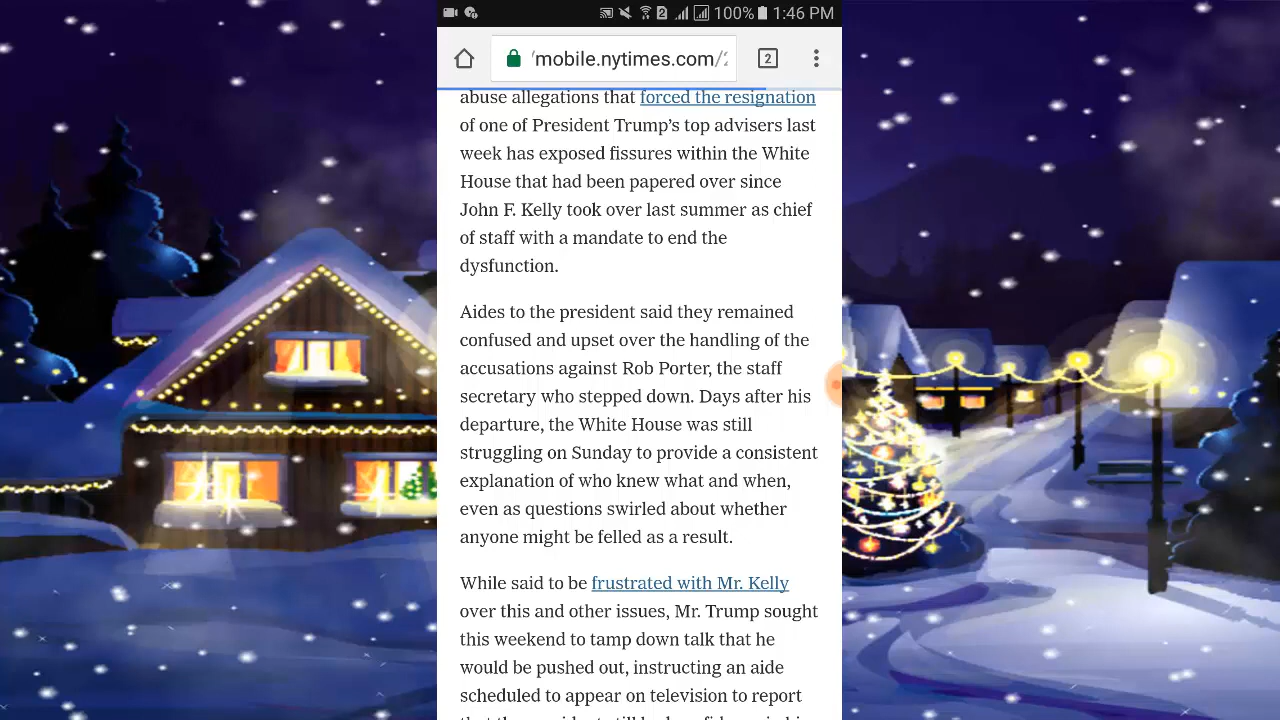 100% 1:46 PM
mobile.nytimes.com/
2
abuse allegations that forced the resignation
of one of President Trump’s top advisers last
week has exposed fissures within the White
House that had been papered over since
John F. Kelly took over last summer as chief
of staff with a mandate to end the
dysfunction.
Aides to the president said they remained
confused and upset over the handling of the
accusations against Rob Porter, the staff
secretary who stepped down. Days after his
departure, the White House was still
struggling on Sunday to provide a consistent
explanation of who knew what and when,
even as questions swirled about whether
anyone might be felled as a result.
While said to be frustrated with Mr. Kelly
over this and other issues, Mr. Trump sought
this weekend to tamp down talk that he
would be pushed out, instructing an aide
scheduled to appear on television to report